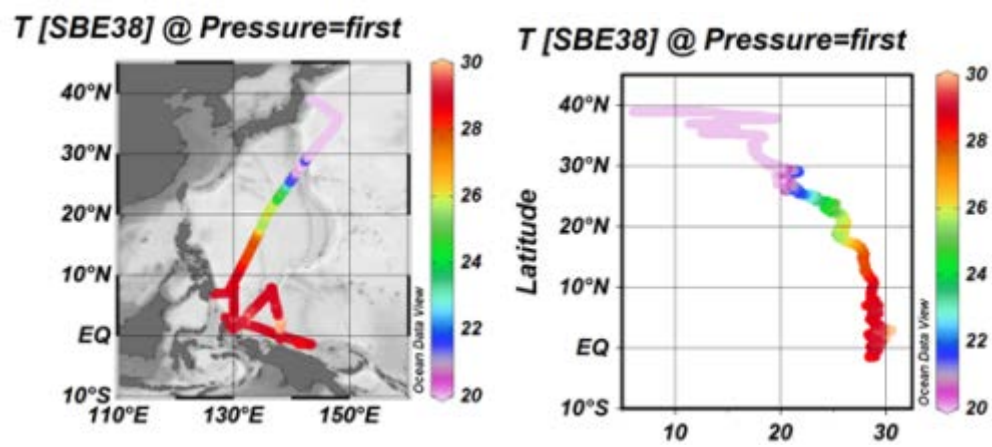 T [SBE38] @ Pressure=first
40°N
30°N
20°N
10°N
EQ
10°S
110°E
130°E
150°E
30
28
26
24
22
20
Ocean Data View
T [SBE38] @ Pressure=first
Latitude
40°N
30°N
20°N
10°N
EQ
10°S
10
20
30
30
28
26
24
22
20
Ocean Data View